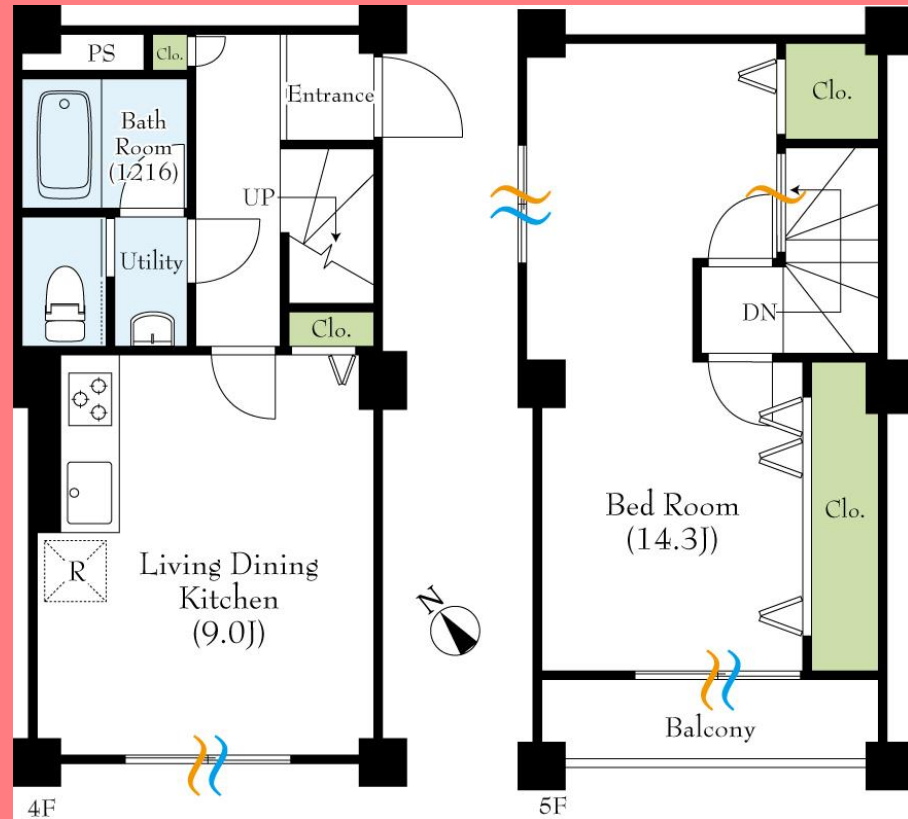 PS
Clo.
Entrance
Bath
Room
(1216)
UP
Utility
Clo.
R
Living Dining
Kitchen
(9.0J)
4F
N
Clo.
DN
Bed Room
(14.3J)
Clo.
Balcony
5F